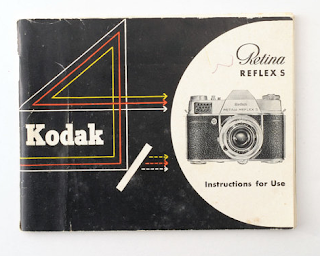 Kodak
Retina
REFLEX S
Instructions for Use